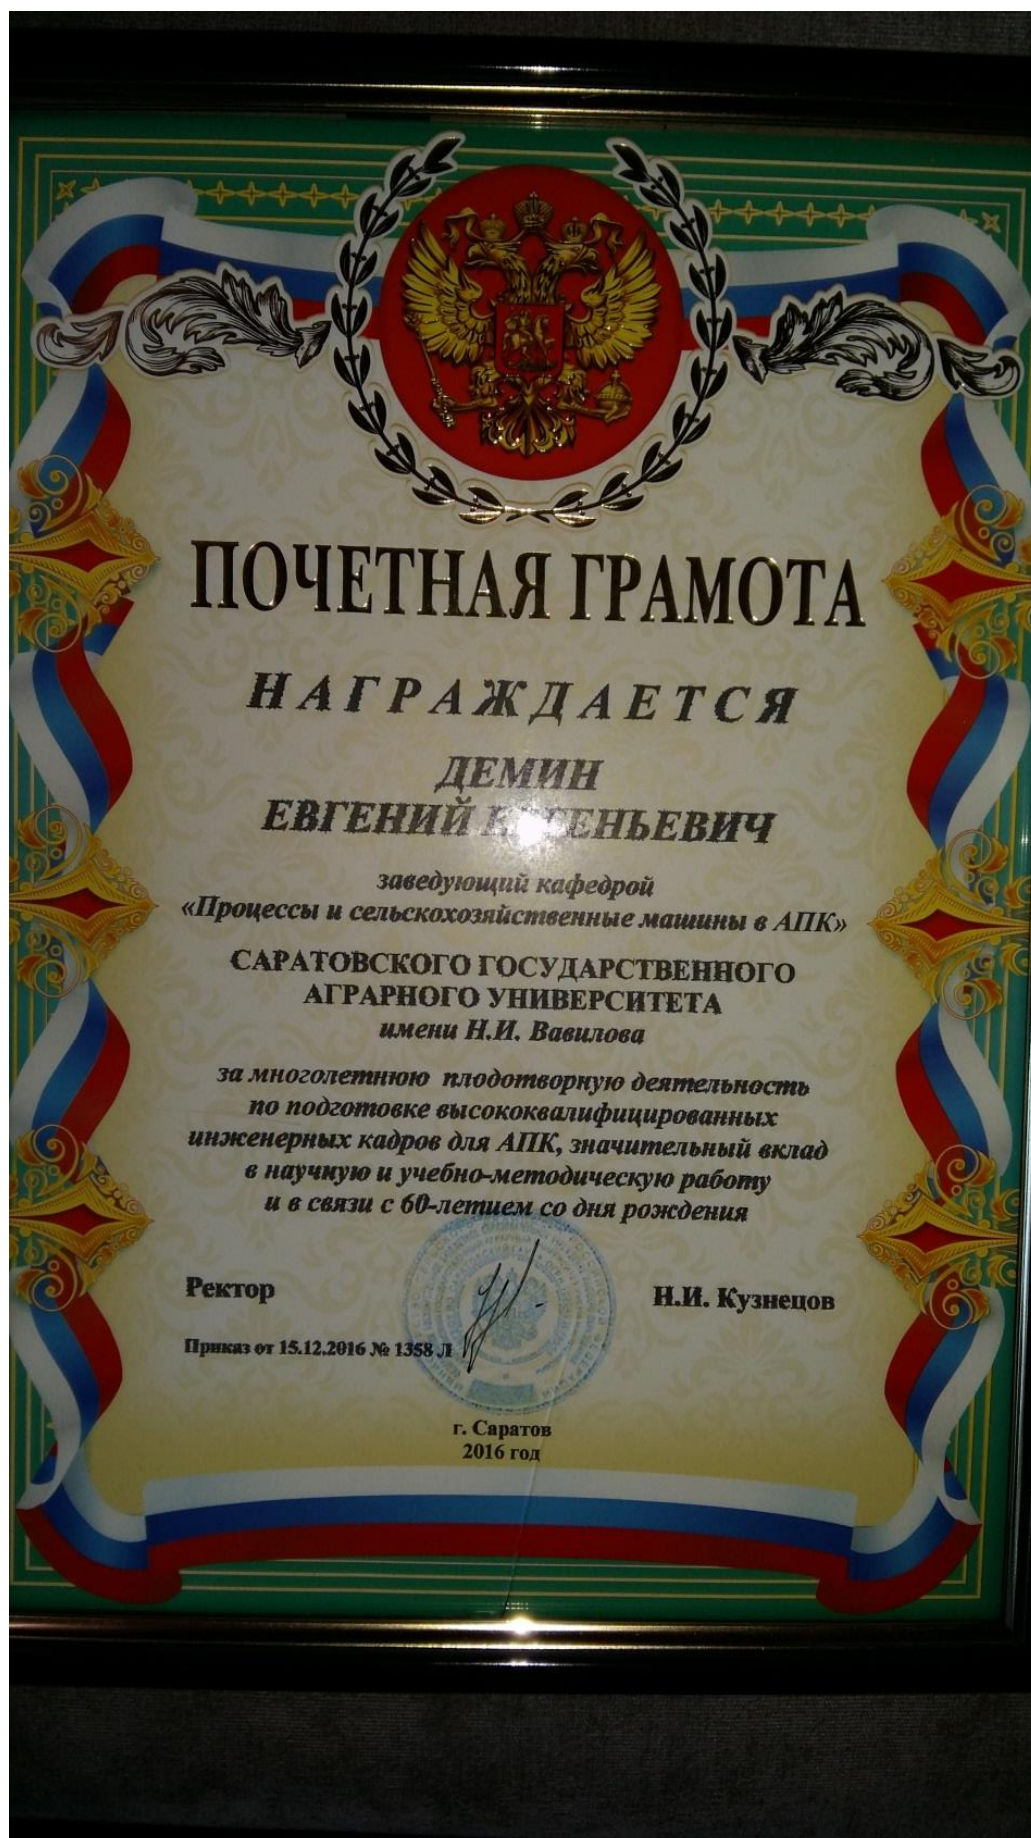 ПОЧЕТНАЯ ГРАМОТА
НАГРАЖДАЕТСЯ
ДЕМИН
ЕВГЕНИЙ ЕВГЕНЬЕВИЧ
заведующий кафедрой
«Процессы и сельскохозяйственные машины в АПК»
САРАТОВСКОГО ГОСУДАРСТВЕННОГО
АГРАРНОГО УНИВЕРСИТЕТА
имени Н.И. Вавилова
за многолетнюю плодотворную деятельность
по подготовке высококвалифицированных
инженерных кадров для АПК, значительный вклад
в научную и учебно-методическую работу
и в связи с 60-летием со дня рождения
Ректор
Н.И. Кузнецов
Приказ от 15.12.2016 № 1358 Л
г. Саратов
2016 год